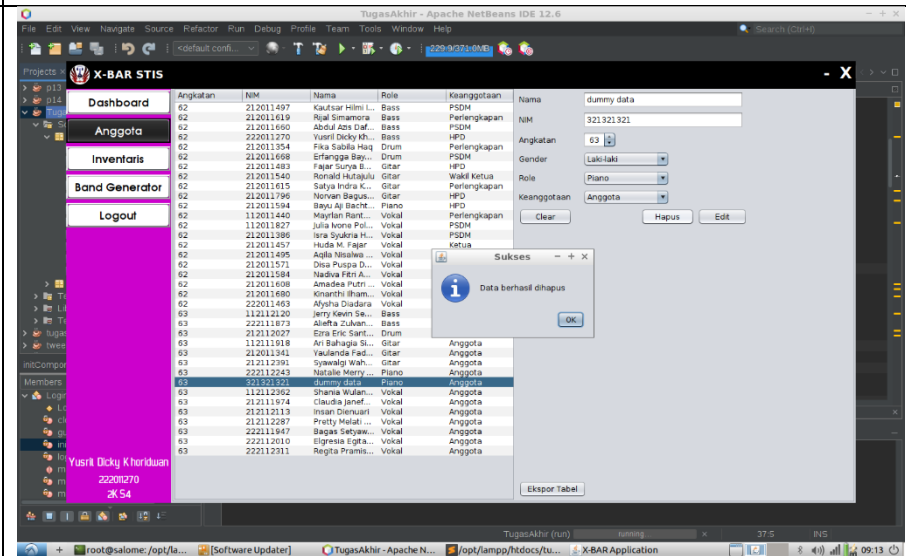 TugasAkhir - Apache NetBeans IDE 12.6
File Edit View Navigate Source Refactor Run Debug Profile Team Tools Window Help
Search (Ctrl+I)
<default confi...
229.9/371.0MB
Projects
X-BAR STIS
- X
p13
p14
Dashboard
Anggota
Inventaris
Band Generator
Logout
Angkatan NIM Nama Role Keanggotaan
62 212011497 Kautsar Hilmi I... Bass PSDM
62 212011619 Rijal Simamora Bass Perlengkapan
62 212011660 Abdul Azis Daf... Bass PSDM
62 222011270 Yusril Dicky Kh... Bass HPD
62 212011354 Fika Sabila Haq Drum Perlengkapan
62 212011668 Erfangga Bay... Drum PSDM
62 212011483 Fajar Surya B... Gitar HPD
62 212011540 Ronald Hutajulu Gitar Wakil Ketua
62 212011615 Satya Indra K... Gitar Perlengkapan
62 212011796 Norvan Bagus... Gitar HPD
62 212011594 Bayu Aji Bacht... Piano HPD
62 112011440 Mayrlan Rant... Vokal Perlengkapan
62 112011827 Julia Ivone Pol... Vokal PSDM
62 212011386 Isra Syukria H... Vokal PSDM
62 212011457 Huda M. Fajar Vokal Ketua
62 212011495 Aqila Nisalwa ... Vokal
62 212011571 Disa Puspa D... Vokal
62 212011584 Nadiva Fitri A... Vokal
62 212011608 Amadea Putri ... Vokal
62 212011680 Kinanthi Ilham... Vokal
62 222011463 Afysha Diadara Vokal
63 112112120 Jerry Kevin Se... Bass
63 222111873 Aliefta Zulvan... Bass
63 212112027 Ezra Eric Sant... Drum
63 112111918 Ari Bahagia Si... Gitar Anggota
63 212011341 Yaulanda Fad... Gitar Anggota
63 212112391 Syawalgi Wah... Gitar Anggota
63 222112243 Natalie Merry ... Piano Anggota
63 321321321 dummy data Piano Anggota
63 112112362 Shania Wulan... Vokal Anggota
63 212111974 Claudia Janef... Vokal Anggota
63 212112113 Insan Dienuari Vokal Anggota
63 212112287 Pretty Melati ... Vokal Anggota
63 222111947 Bagas Setyaw... Vokal Anggota
63 222112010 Elgresia Egita... Vokal Anggota
63 222112311 Regita Pramis... Vokal Anggota
Nama dummy data
NIM 321321321
Angkatan 63
Gender Laki-laki
Role Piano
Keanggotaan Anggota
Clear Hapus Edit
Sukses
Data berhasil dihapus
OK
Ekspor Tabel
initCompor
Members
Yusril Dicky Khoridwan
222011270
2KS4
TugasAkhir (run) running... 37:5 INS
root@salome: /opt/la... [Software Updater] TugasAkhir - Apache N... /opt/lampp/htdocs/tu... X-BAR Application 09:13 AM